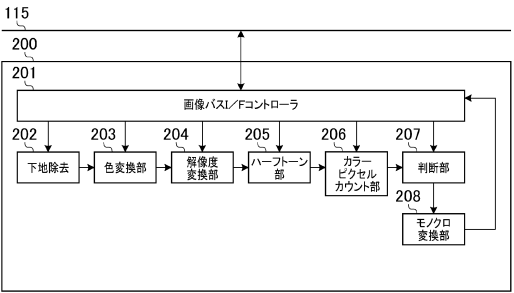 115
200
201
画像バスI/Fコントローラ
202
203
204
205
206
207
下地除去
色変換部
解像度
変換部
ハーフトーン
部
カラー
ピクセル
カウント部
判断部
208
モノクロ
変換部